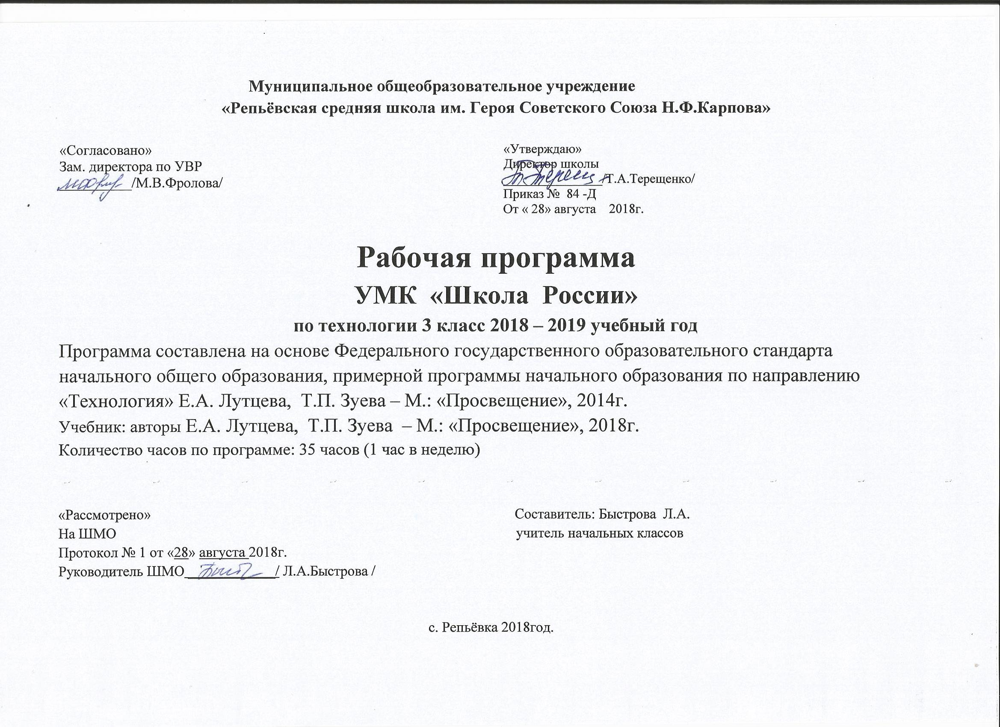 Муниципальное общеобразовательное учреждение
«Репьёвская средняя школа им. Героя Советского Союза Н.Ф.Карпова»
«Согласовано»
Зам. директора по УВР
/М.В.Фролова/
«Утверждаю»
Директор школы
/Т.А.Терещенко/
Приказ № 84 -Д
От « 28» августа 2018г.
Рабочая программа
УМК «Школа России»
по технологии 3 класс 2018 – 2019 учебный год
Программа составлена на основе Федерального государственного образовательного стандарта
начального общего образования, примерной программы начального образования по направлению
«Технология» Е.А. Лутцева, Т.П. Зуева – М.: «Просвещение», 2014г.
Учебник: авторы Е.А. Лутцева, Т.П. Зуева – М.: «Просвещение», 2018г.
Количество часов по программе: 35 часов (1 час в неделю)
«Рассмотрено»
На ШМО
Протокол № 1 от «28» августа 2018г.
Руководитель ШМО / Л.А.Быстрова /
Составитель: Быстрова Л.А.
учитель начальных классов
с. Репьёвка 2018год.